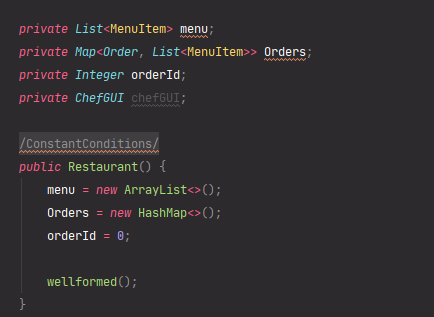 private List<MenuItem> menu;
private Map<Order, List<MenuItem>> Orders;
private Integer orderId;
private ChefGUI chefGUI;
/ConstantConditions/
public Restaurant() {
menu = new ArrayList<>();
Orders = new HashMap<>();
orderId = 0;
wellformed();
}